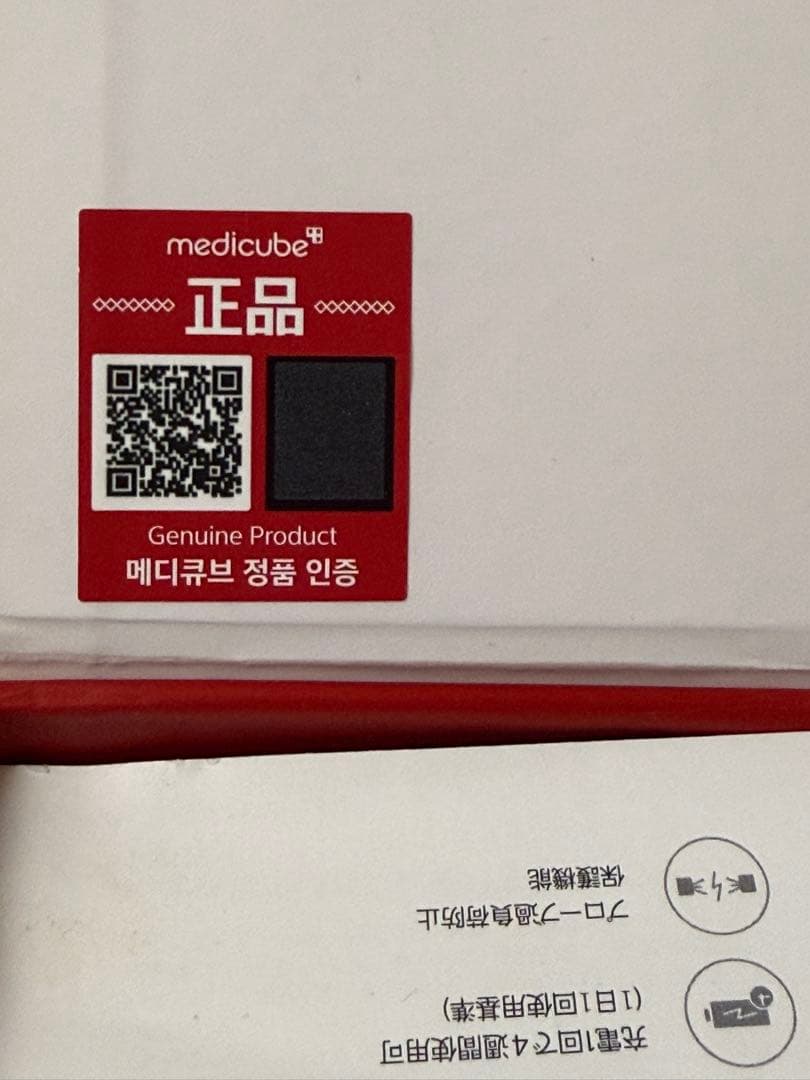 medicube
正品
Genuine Product
메디큐브 정품 인증
充電1回で4週間使用可
(1日1回使用基準)
プローブ過負荷防止
保護機能